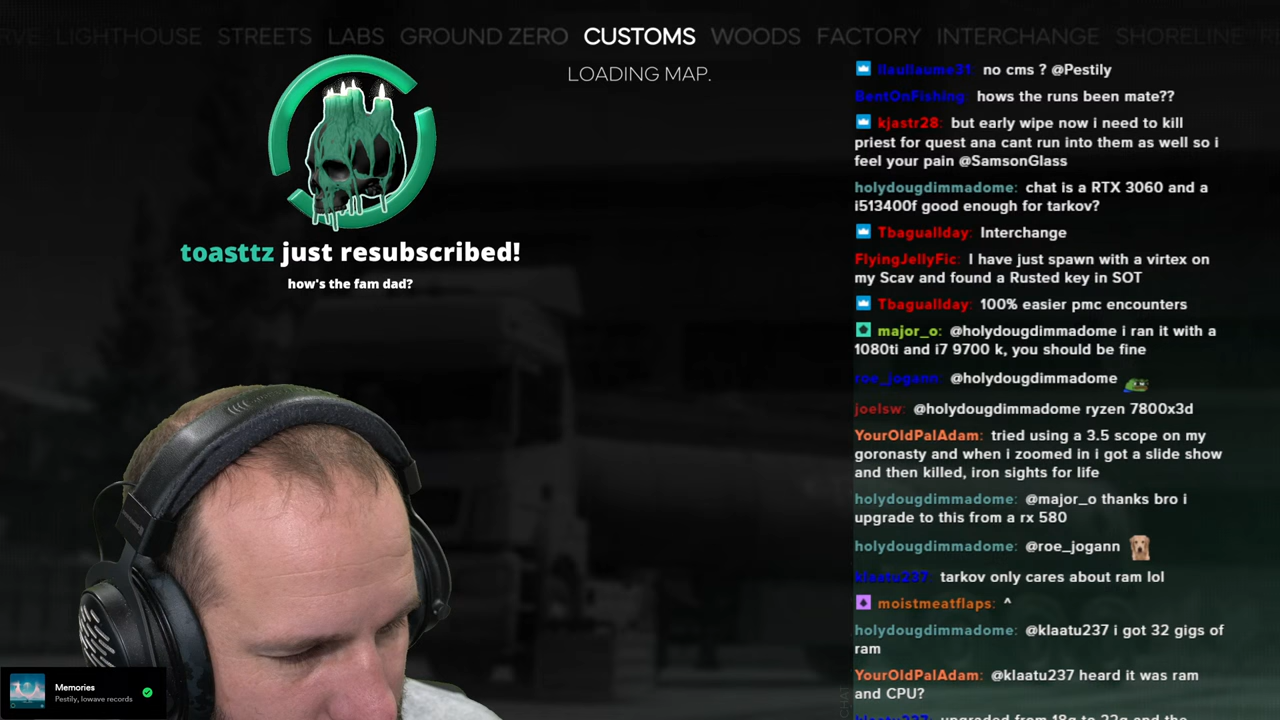 LIGHTHOUSE STREETS LABS GROUND ZERO CUSTOMS WOODS FACTORY INTERCHANGE SHORELINE
LOADING MAP.
toasttz just resubscribed!
how's the fam dad?
no cms ? @Pestily
BentOnFishing: hows the runs been mate??
kjastr28: but early wipe now i need to kill
priest for quest ana cant run into them as well so i
feel your pain @SamsonGlass
holydougdimmadome: chat is a RTX 3060 and a
i513400f good enough for tarkov?
Tbaguallday: Interchange
FlyingJellyFic: I have just spawn with a virtex on
my Scav and found a Rusted key in SOT
Tbaguallday: 100% easier pmc encounters
major_o: @holydougdimmadome i ran it with a
1080ti and i7 9700 k, you should be fine
roe_jogann: @holydougdimmadome
joelsw: @holydougdimmadome ryzen 7800x3d
YourOldPalAdam: tried using a 3.5 scope on my
goronasty and when i zoomed in i got a slide show
and then killed, iron sights for life
holydougdimmadome: @major_o thanks bro i
upgrade to this from a rx 580
holydougdimmadome: @roe_jogann
klaatu237: tarkov only cares about ram lol
moistmeatflaps: ^
holydougdimmadome: @klaatu237 i got 32 gigs of
ram
YourOldPalAdam: @klaatu237 heard it was ram
and CPU?
Memories
Pestily, lowave records
CHAT